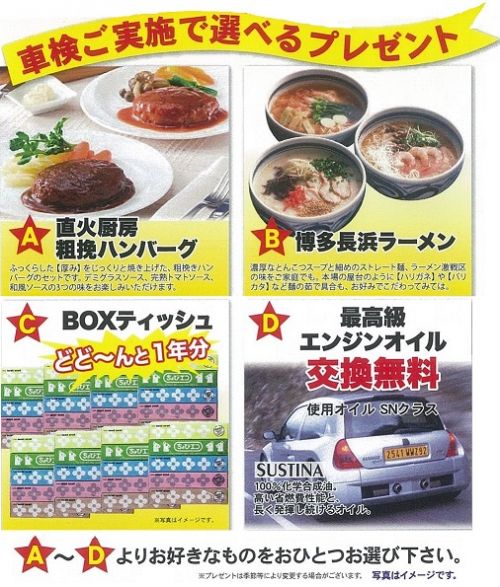 車検ご実施で選べるプレゼント
A 直火厨房
粗挽ハンバーグ
ふっくらした【厚み】をじっくりと焼き上げた、粗挽きハン
バーグのセットです。デミグラスソース、完熟トマトソース、
和風ソースの3つの味をお楽しみいただけます。
B 博多長浜ラーメン
濃厚なとんこつスープと細めのストレート麺、ラーメン激戦区
の味をご家庭でも。本場の屋台のように【ハリガネ】や【バリ
カタ】など麺の茹で具合も、お好みでこだわってみては。
C BOXティッシュ
どど〜んと1年分
ちょびエコ
※写真はイメージです。
D 最高級
エンジンオイル
交換無料
使用オイル SNクラス
2541 WWZ92
SUSTINA
100%化学合成油。
高い省燃費性能と、
長く発揮し続けるオイル。
A〜Dよりお好きなものをおひとつお選び下さい。
※プレゼントは季節等により変更する場合がございます。 写真はイメージです。